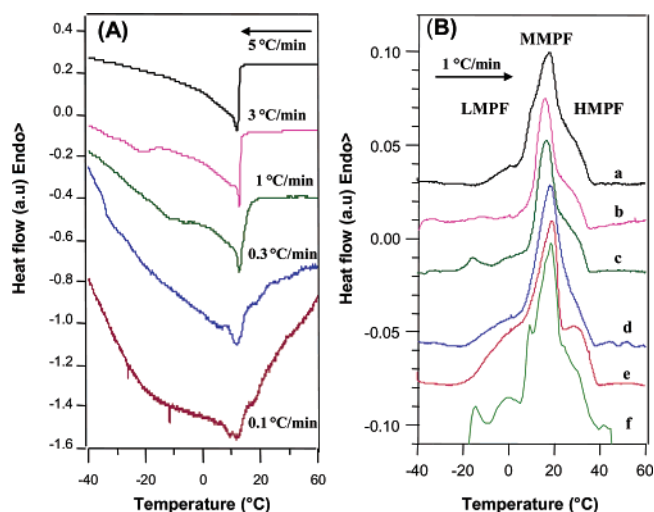 (A)
5 °C/min
3 °C/min
1 °C/min
0.3°C/min
0.1°C/min
0.4
0.2
0.0
-0.2
-0.4
-0.6
-0.8
-1.0
-1.2
-1.4
-1.6
Heat flow (a.u) Endo>
-40 -20 0 20 40 60
Temperature (°C)
(B)
MMPF
1 °C/min
LMPF
HMPF
a
b
c
d
e
f
0.10
0.05
0.00
-0.05
-0.10
Heat flow (a.u) Endo>
-40 -20 0 20 40 60
Temperature (°C)